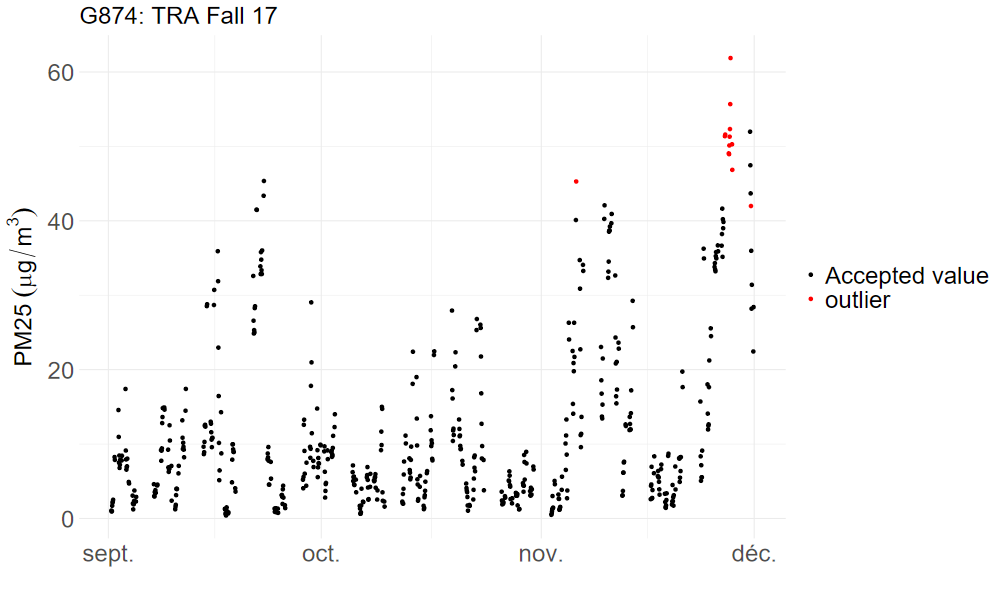 G874: TRA Fall 17
PM25 (μg/m³)
60
40
20
0
sept.
oct.
nov.
déc.
Accepted value
outlier